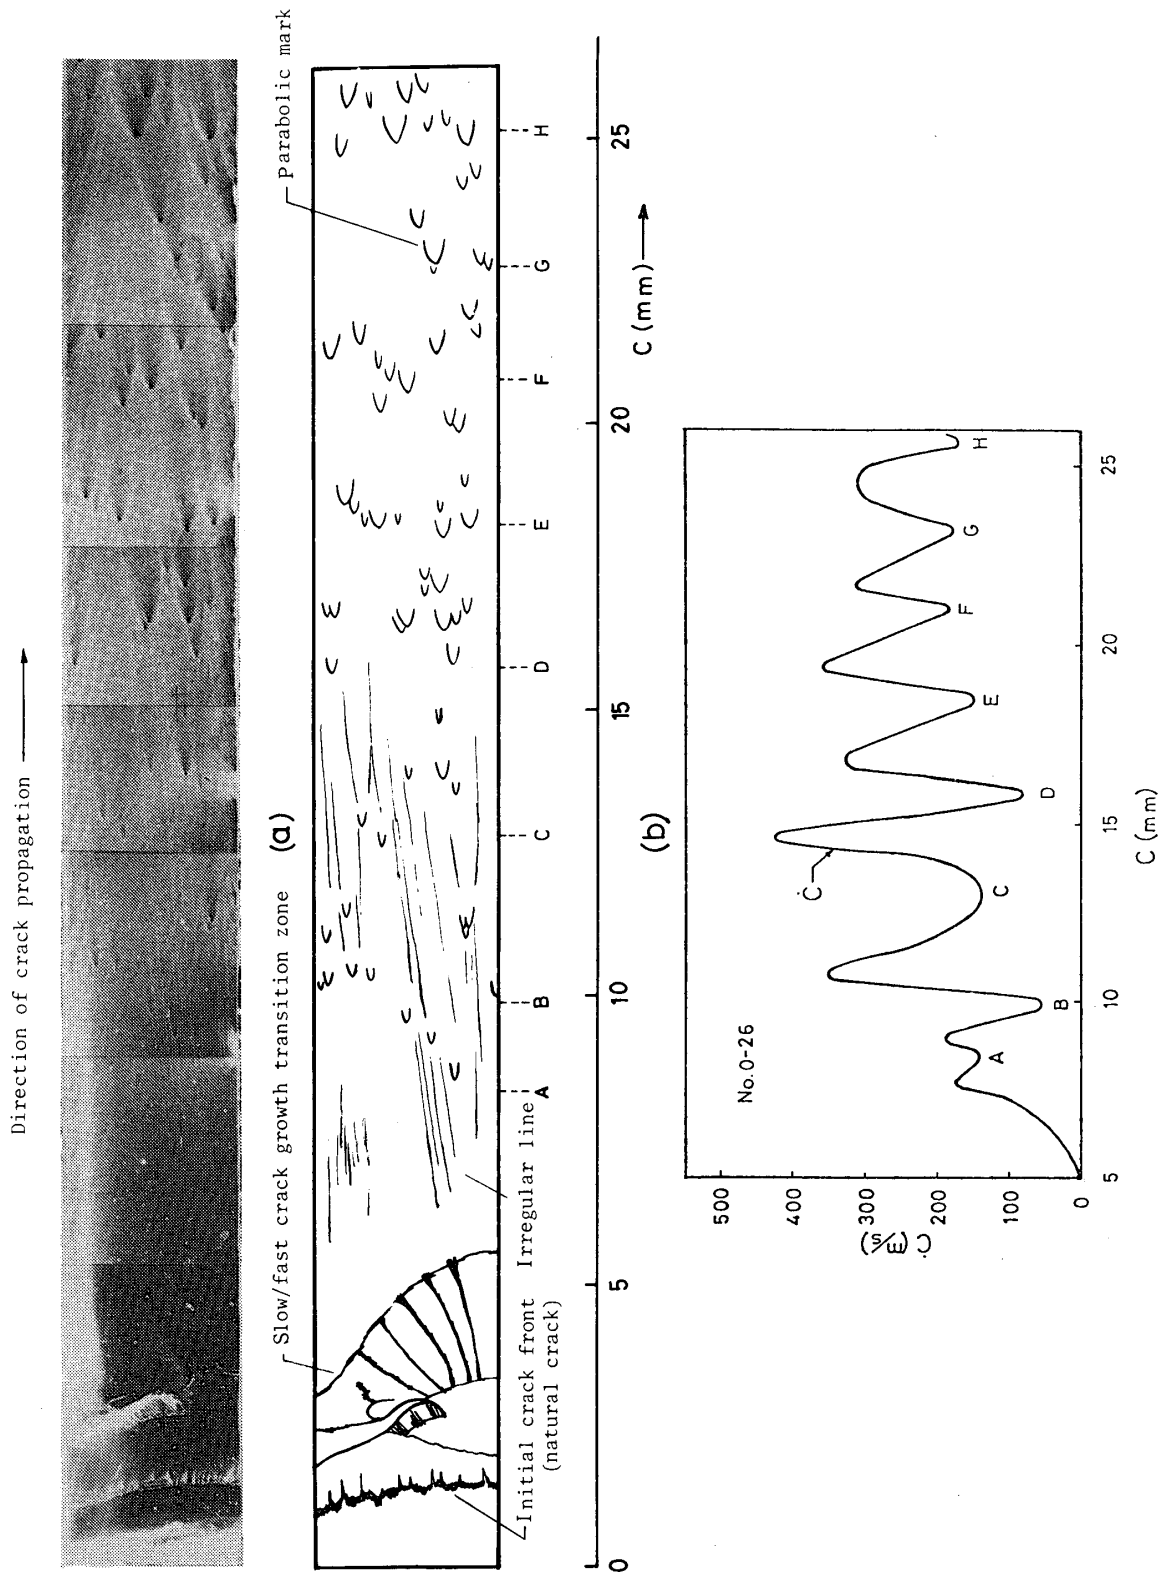 Direction of crack propagation
(a)
Slow/fast crack growth transition zone
Parabolic mark
Initial crack front
(natural crack)
Irregular line
A B C D E F G H
0 5 10 15 20 25
C (mm)
(b)
No. 0-26
Ċ
A B C D E F G H
500
400
300
200
100
0
Ċ (m/s)
5 10 15 20 25
C (mm)